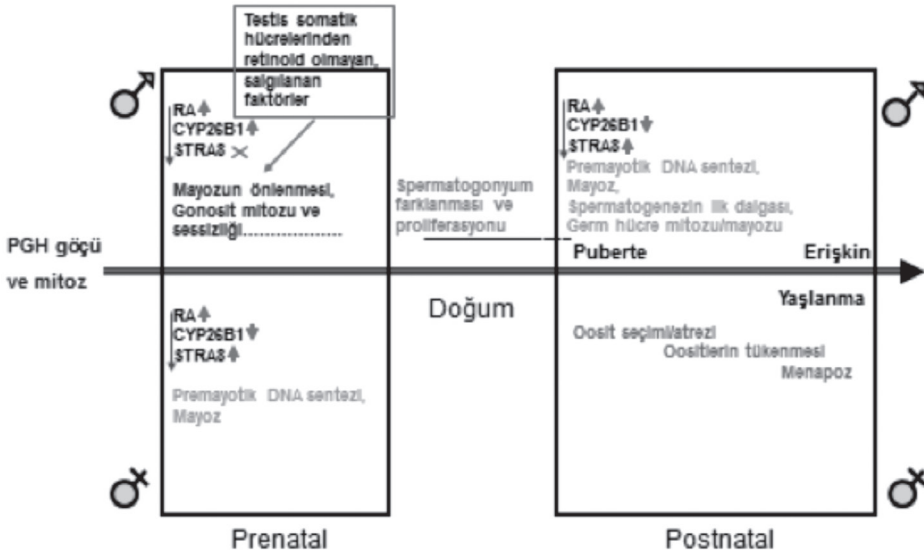 Testis somatik
hücrelerinden
retinoid olmayan,
salgılanan
faktörler
RA
CYP26B1
STRA8
Mayozun önlenmesi,
Gonosit mitozu ve
sessizliği......................
Spermatogonyum
farklanması ve
proliferasyonu
RA
CYP26B1
STRA8
Premayotik DNA sentezi,
Mayoz,
Spermatogenezin ilk dalgası,
Germ hücre mitozu/mayozu
Puberte
Erişkin
PGH göçü
ve mitoz
Doğum
Yaşlanma
RA
CYP26B1
STRA8
Premayotik DNA sentezi,
Mayoz
Oosit seçimi/atrezi
Oositlerin tükenmesi
Menapoz
Prenatal
Postnatal